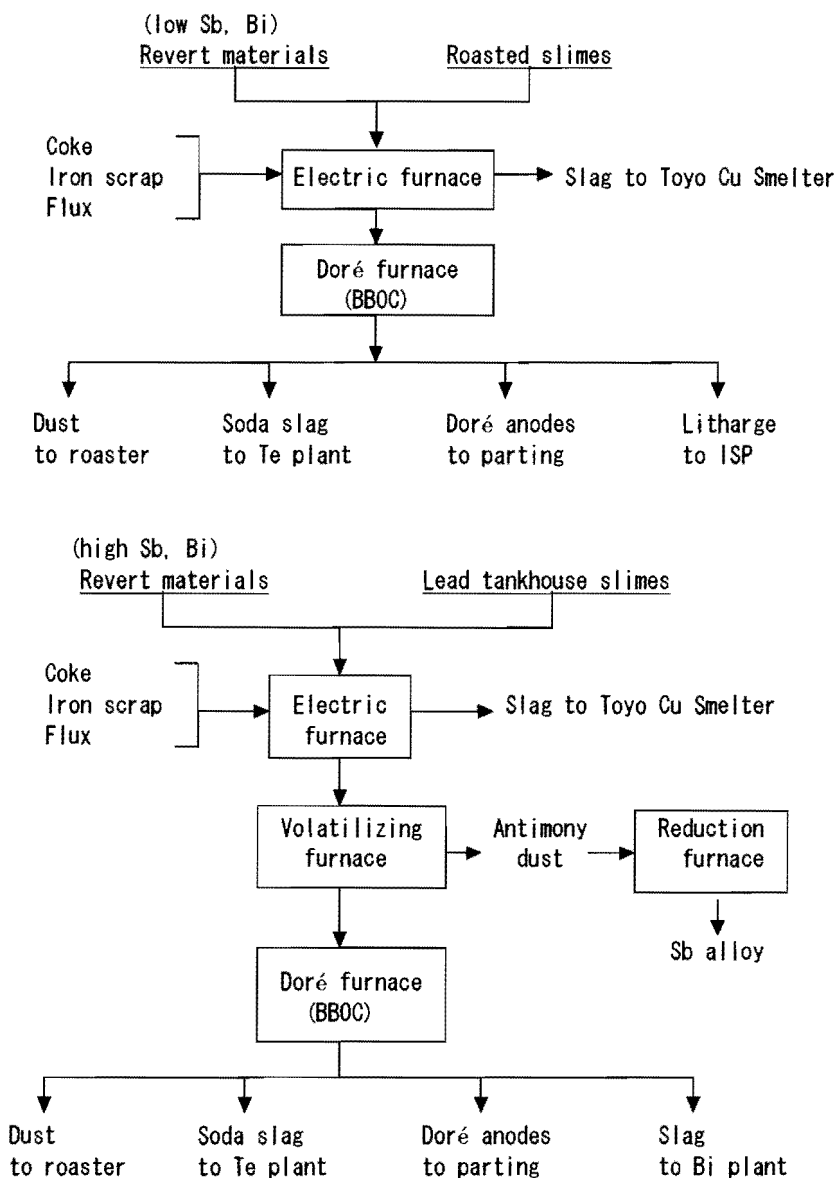 (low Sb, Bi)
Revert materials
Roasted slimes
Coke
Iron scrap
Flux
Electric furnace
Slag to Toyo Cu Smelter
Doré furnace
(BBOC)
Dust
to roaster
Soda slag
to Te plant
Doré anodes
to parting
Litharge
to ISP
(high Sb, Bi)
Revert materials
Lead tankhouse slimes
Coke
Iron scrap
Flux
Electric
furnace
Slag to Toyo Cu Smelter
Volatilizing
furnace
Antimony
dust
Reduction
furnace
Sb alloy
Doré furnace
(BBOC)
Dust
to roaster
Soda slag
to Te plant
Doré anodes
to parting
Slag
to Bi plant